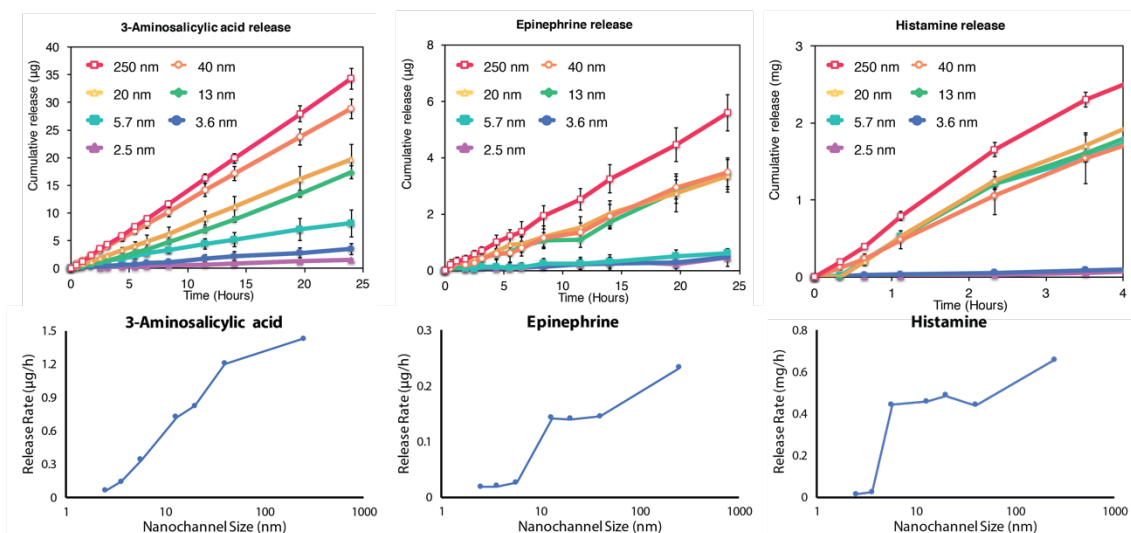 3-Aminosalicylic acid release
Cumulative release (µg)
40
35
30
25
20
15
10
5
0
250 nm
40 nm
20 nm
13 nm
5.7 nm
3.6 nm
2.5 nm
0
5
10
15
20
25
Time (Hours)
Epinephrine release
Cumulative release (µg)
8
6
4
2
0
250 nm
40 nm
20 nm
13 nm
5.7 nm
3.6 nm
2.5 nm
0
5
10
15
20
25
Time (Hours)
Histamine release
Cumulative release (mg)
3
2
1
0
250 nm
40 nm
20 nm
13 nm
5.7 nm
3.6 nm
2.5 nm
0
1
2
3
4
Time (Hours)
3-Aminosalicylic acid
Release Rate (µg/h)
1.5
1.2
0.9
0.6
0.3
0
1
10
100
1000
Nanochannel Size (nm)
Epinephrine
Release Rate (µg/h)
0.3
0.2
0.1
0
1
10
100
1000
Nanochannel Size (nm)
Histamine
Release Rate (mg/h)
0.8
0.6
0.4
0.2
0
1
10
100
1000
Nanochannel Size (nm)